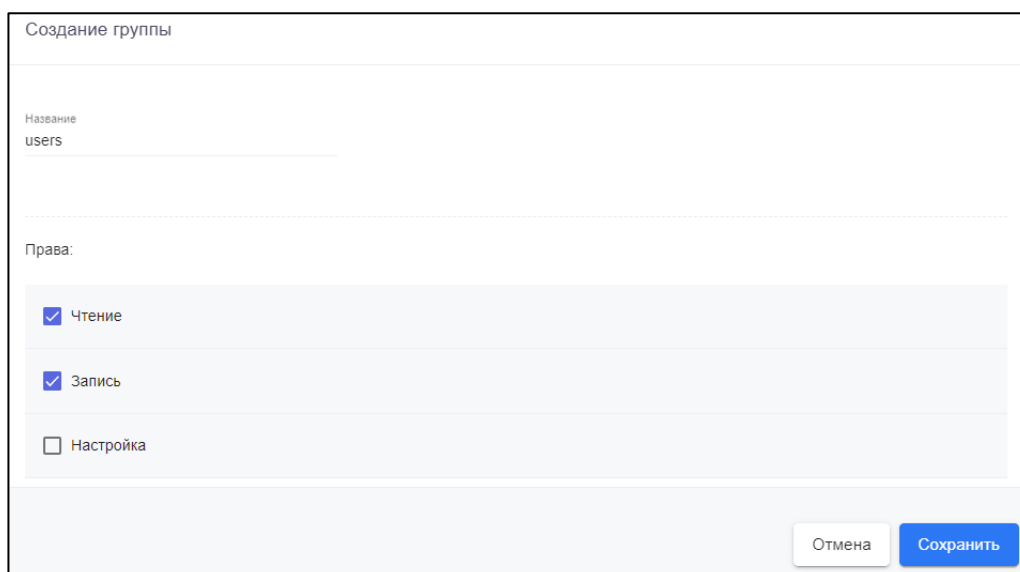 Создание группы
Название
users
Права:
Чтение
Запись
Настройка
Отмена
Сохранить